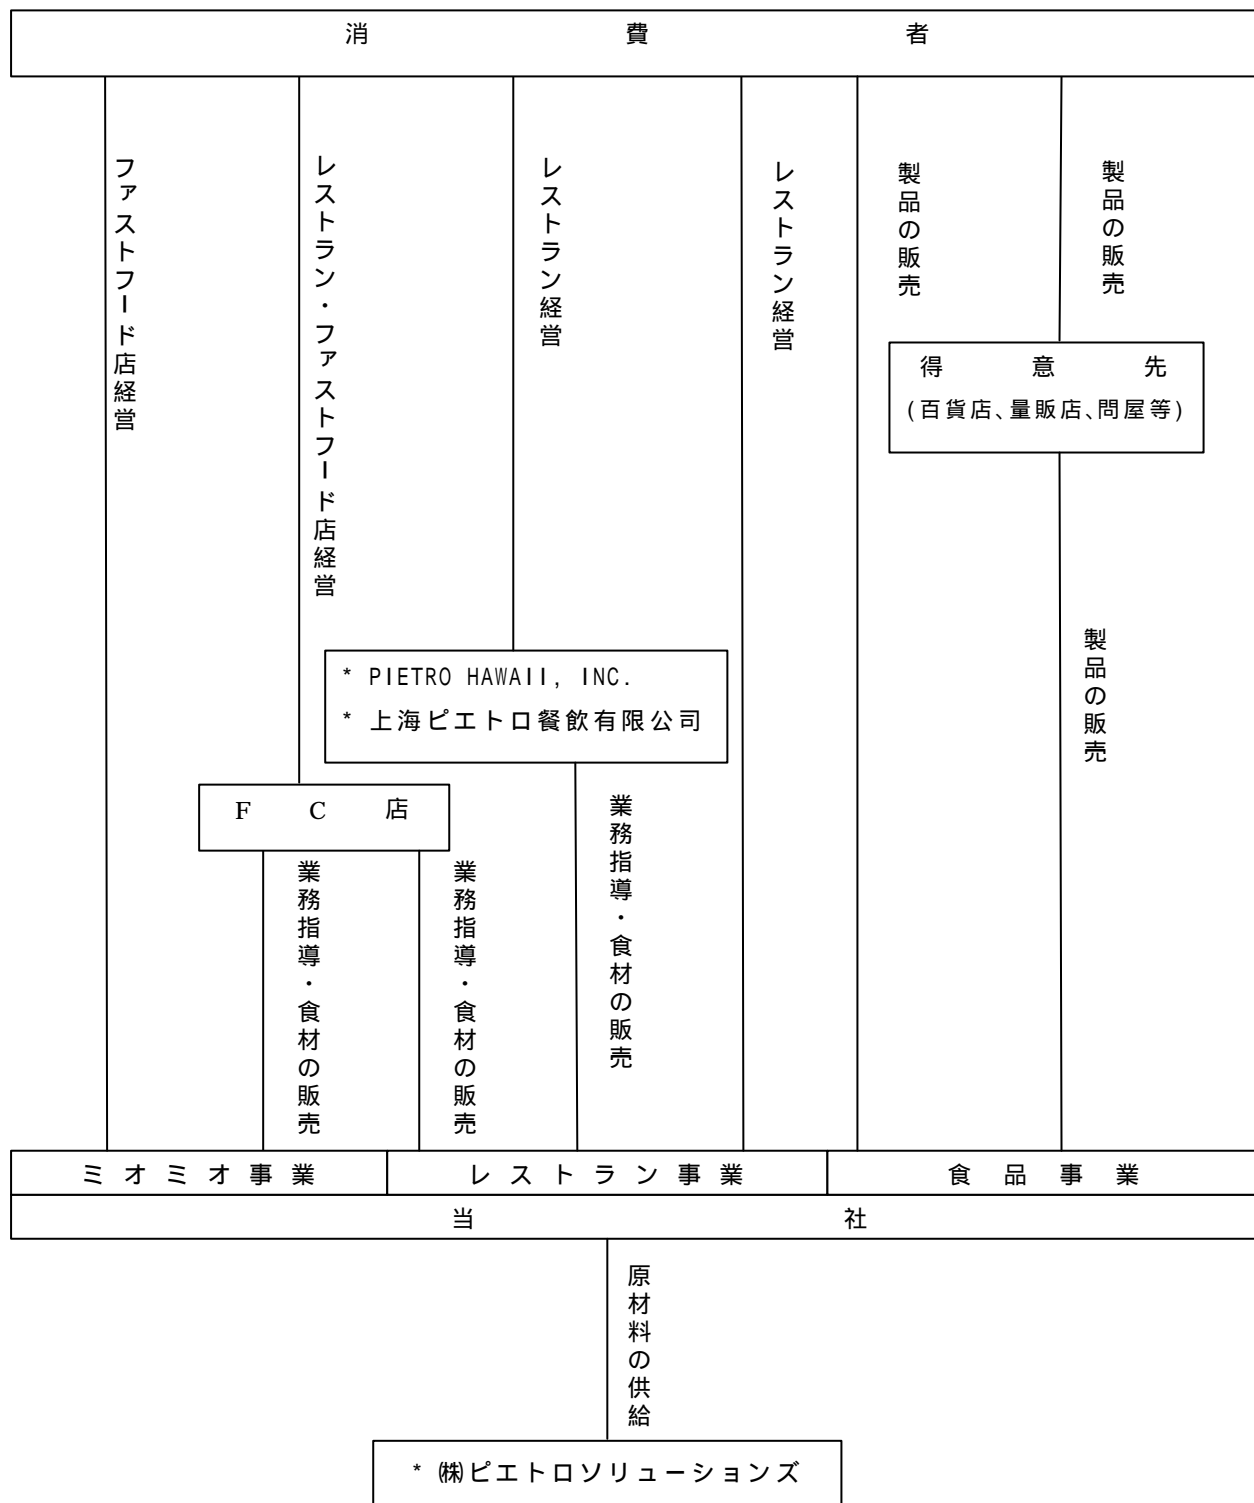 消費者
ファストフード店経営
レストラン・ファストフード店経営
レストラン経営
レストラン経営
製品の販売
製品の販売
得意先
(百貨店、量販店、問屋等)
製品の販売
* PIETRO HAWAII, INC.
* 上海ピエトロ餐飲有限公司
FC店
業務指導・食材の販売
業務指導・食材の販売
業務指導・食材の販売
ミオミオ事業
レストラン事業
食品事業
当社
原材料の供給
* ㈱ピエトロソリューションズ